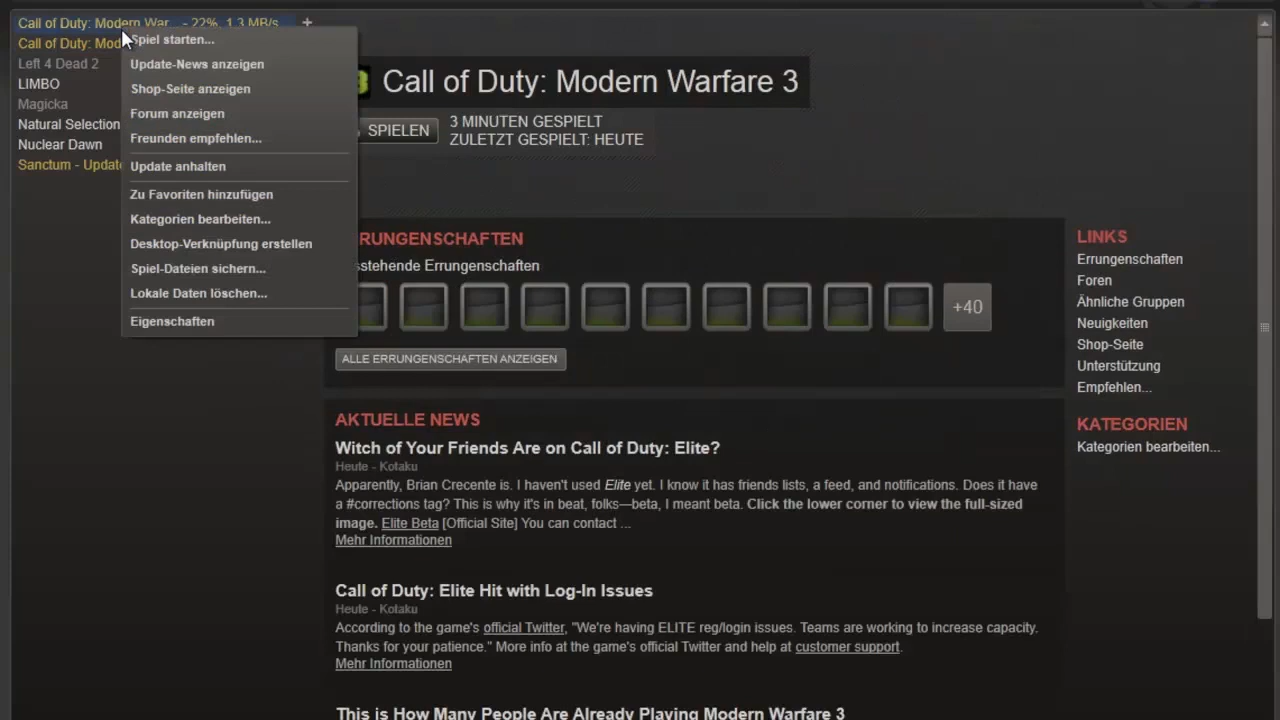 Call of Duty: Modern War... - 22%, 1.3 MB/s
Call of Duty: Mod
Left 4 Dead 2
LIMBO
Magicka
Natural Selection
Nuclear Dawn
Sanctum - Updat
Spiel starten...
Update-News anzeigen
Shop-Seite anzeigen
Forum anzeigen
Freunden empfehlen...
Update anhalten
Zu Favoriten hinzufügen
Kategorien bearbeiten...
Desktop-Verknüpfung erstellen
Spiel-Dateien sichern...
Lokale Daten löschen...
Eigenschaften
Call of Duty: Modern Warfare 3
SPIELEN
3 MINUTEN GESPIELT
ZULETZT GESPIELT: HEUTE
RUNGENSCHAFTEN
sstehende Errungenschaften
+40
ALLE ERRUNGENSCHAFTEN ANZEIGEN
AKTUELLE NEWS
Witch of Your Friends Are on Call of Duty: Elite?
Heute - Kotaku
Apparently, Brian Crecente is. I haven't used Elite yet. I know it has friends lists, a feed, and notifications. Does it have
a #corrections tag? This is why it's in beat, folks—beta, I meant beta. Click the lower corner to view the full-sized
image. Elite Beta [Official Site] You can contact ...
Mehr Informationen
Call of Duty: Elite Hit with Log-In Issues
Heute - Kotaku
According to the game's official Twitter, "We're having ELITE reg/login issues. Teams are working to increase capacity.
Thanks for your patience." More info at the game's official Twitter and help at customer support.
Mehr Informationen
This is How Many People Are Already Playing Modern Warfare 3
LINKS
Errungenschaften
Foren
Ähnliche Gruppen
Neuigkeiten
Shop-Seite
Unterstützung
Empfehlen...
KATEGORIEN
Kategorien bearbeiten...